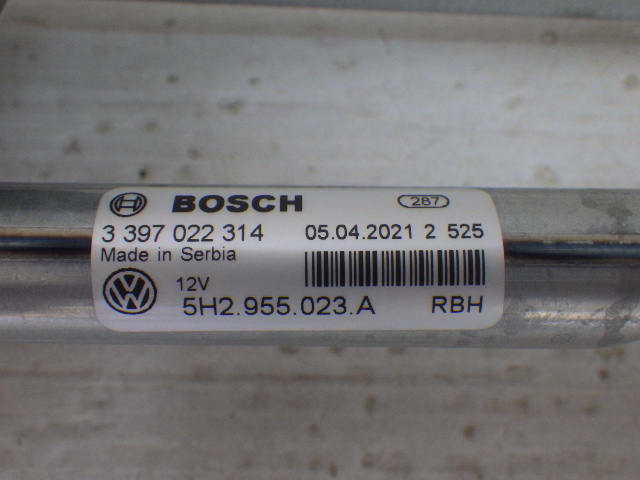 BOSCH 287
3 397 022 314 05.04.2021 2 525
Made in Serbia
12V
5H2.955.023.A RBH